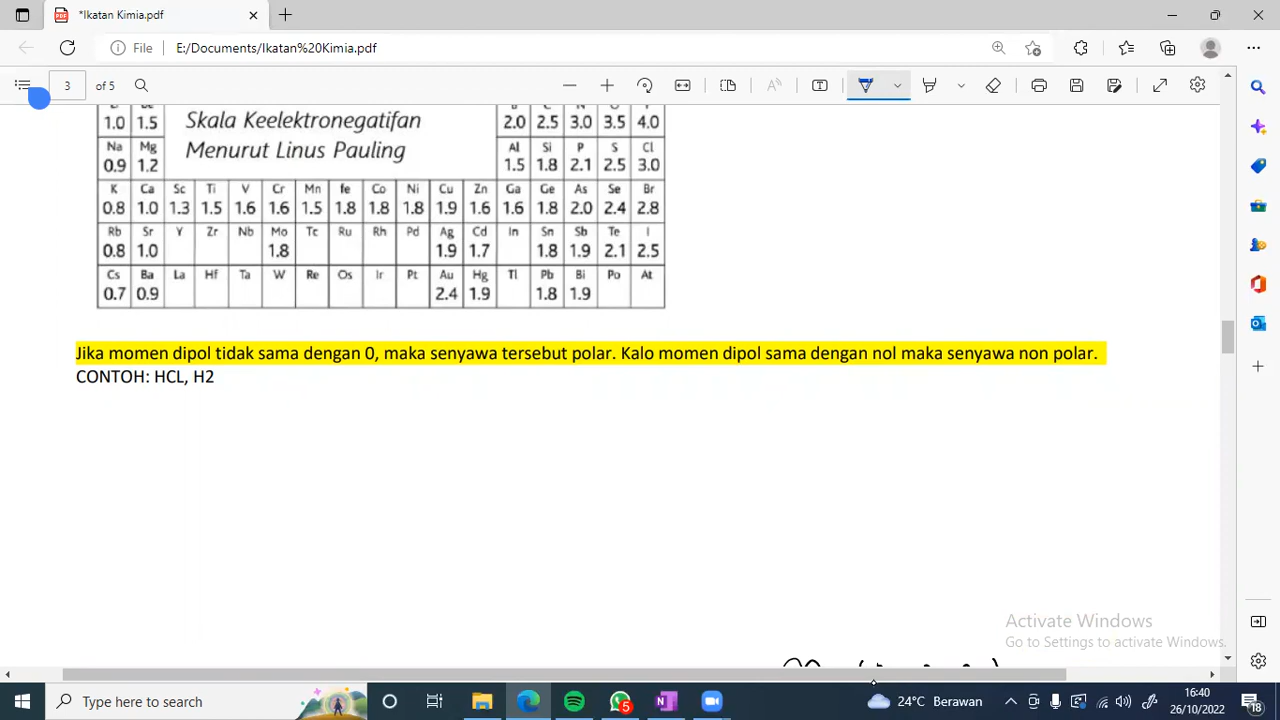 *Ikatan Kimia.pdf
File E:/Documents/Ikatan%20Kimia.pdf
3 of 5
1.0 1.5 Skala Keelektronegatifan 2.0 2.5 3.0 3.5 4.0
Na Mg Menurut Linus Pauling Al Si P S Cl
0.9 1.2 1.5 1.8 2.1 2.5 3.0
K Ca Sc Ti V Cr Mn fe Co Ni Cu Zn Ga Ge As Se Br
0.8 1.0 1.3 1.5 1.6 1.6 1.5 1.8 1.8 1.8 1.9 1.6 1.6 1.8 2.0 2.4 2.8
Rb Sr Y Zr Nb Mo Tc Ru Rh Pd Ag Cd In Sn Sb Te I
0.8 1.0 1.8 1.9 1.7 1.8 1.9 2.1 2.5
Cs Ba La Hf Ta W Re Os Ir Pt Au Hg Tl Pb Bi Po At
0.7 0.9 2.4 1.9 1.8 1.9
Jika momen dipol tidak sama dengan 0, maka senyawa tersebut polar. Kalo momen dipol sama dengan nol maka senyawa non polar.
CONTOH: HCL, H2
Activate Windows
Go to Settings to activate Windows.
Type here to search
5
24°C Berawan
16:40
26/10/2022
18